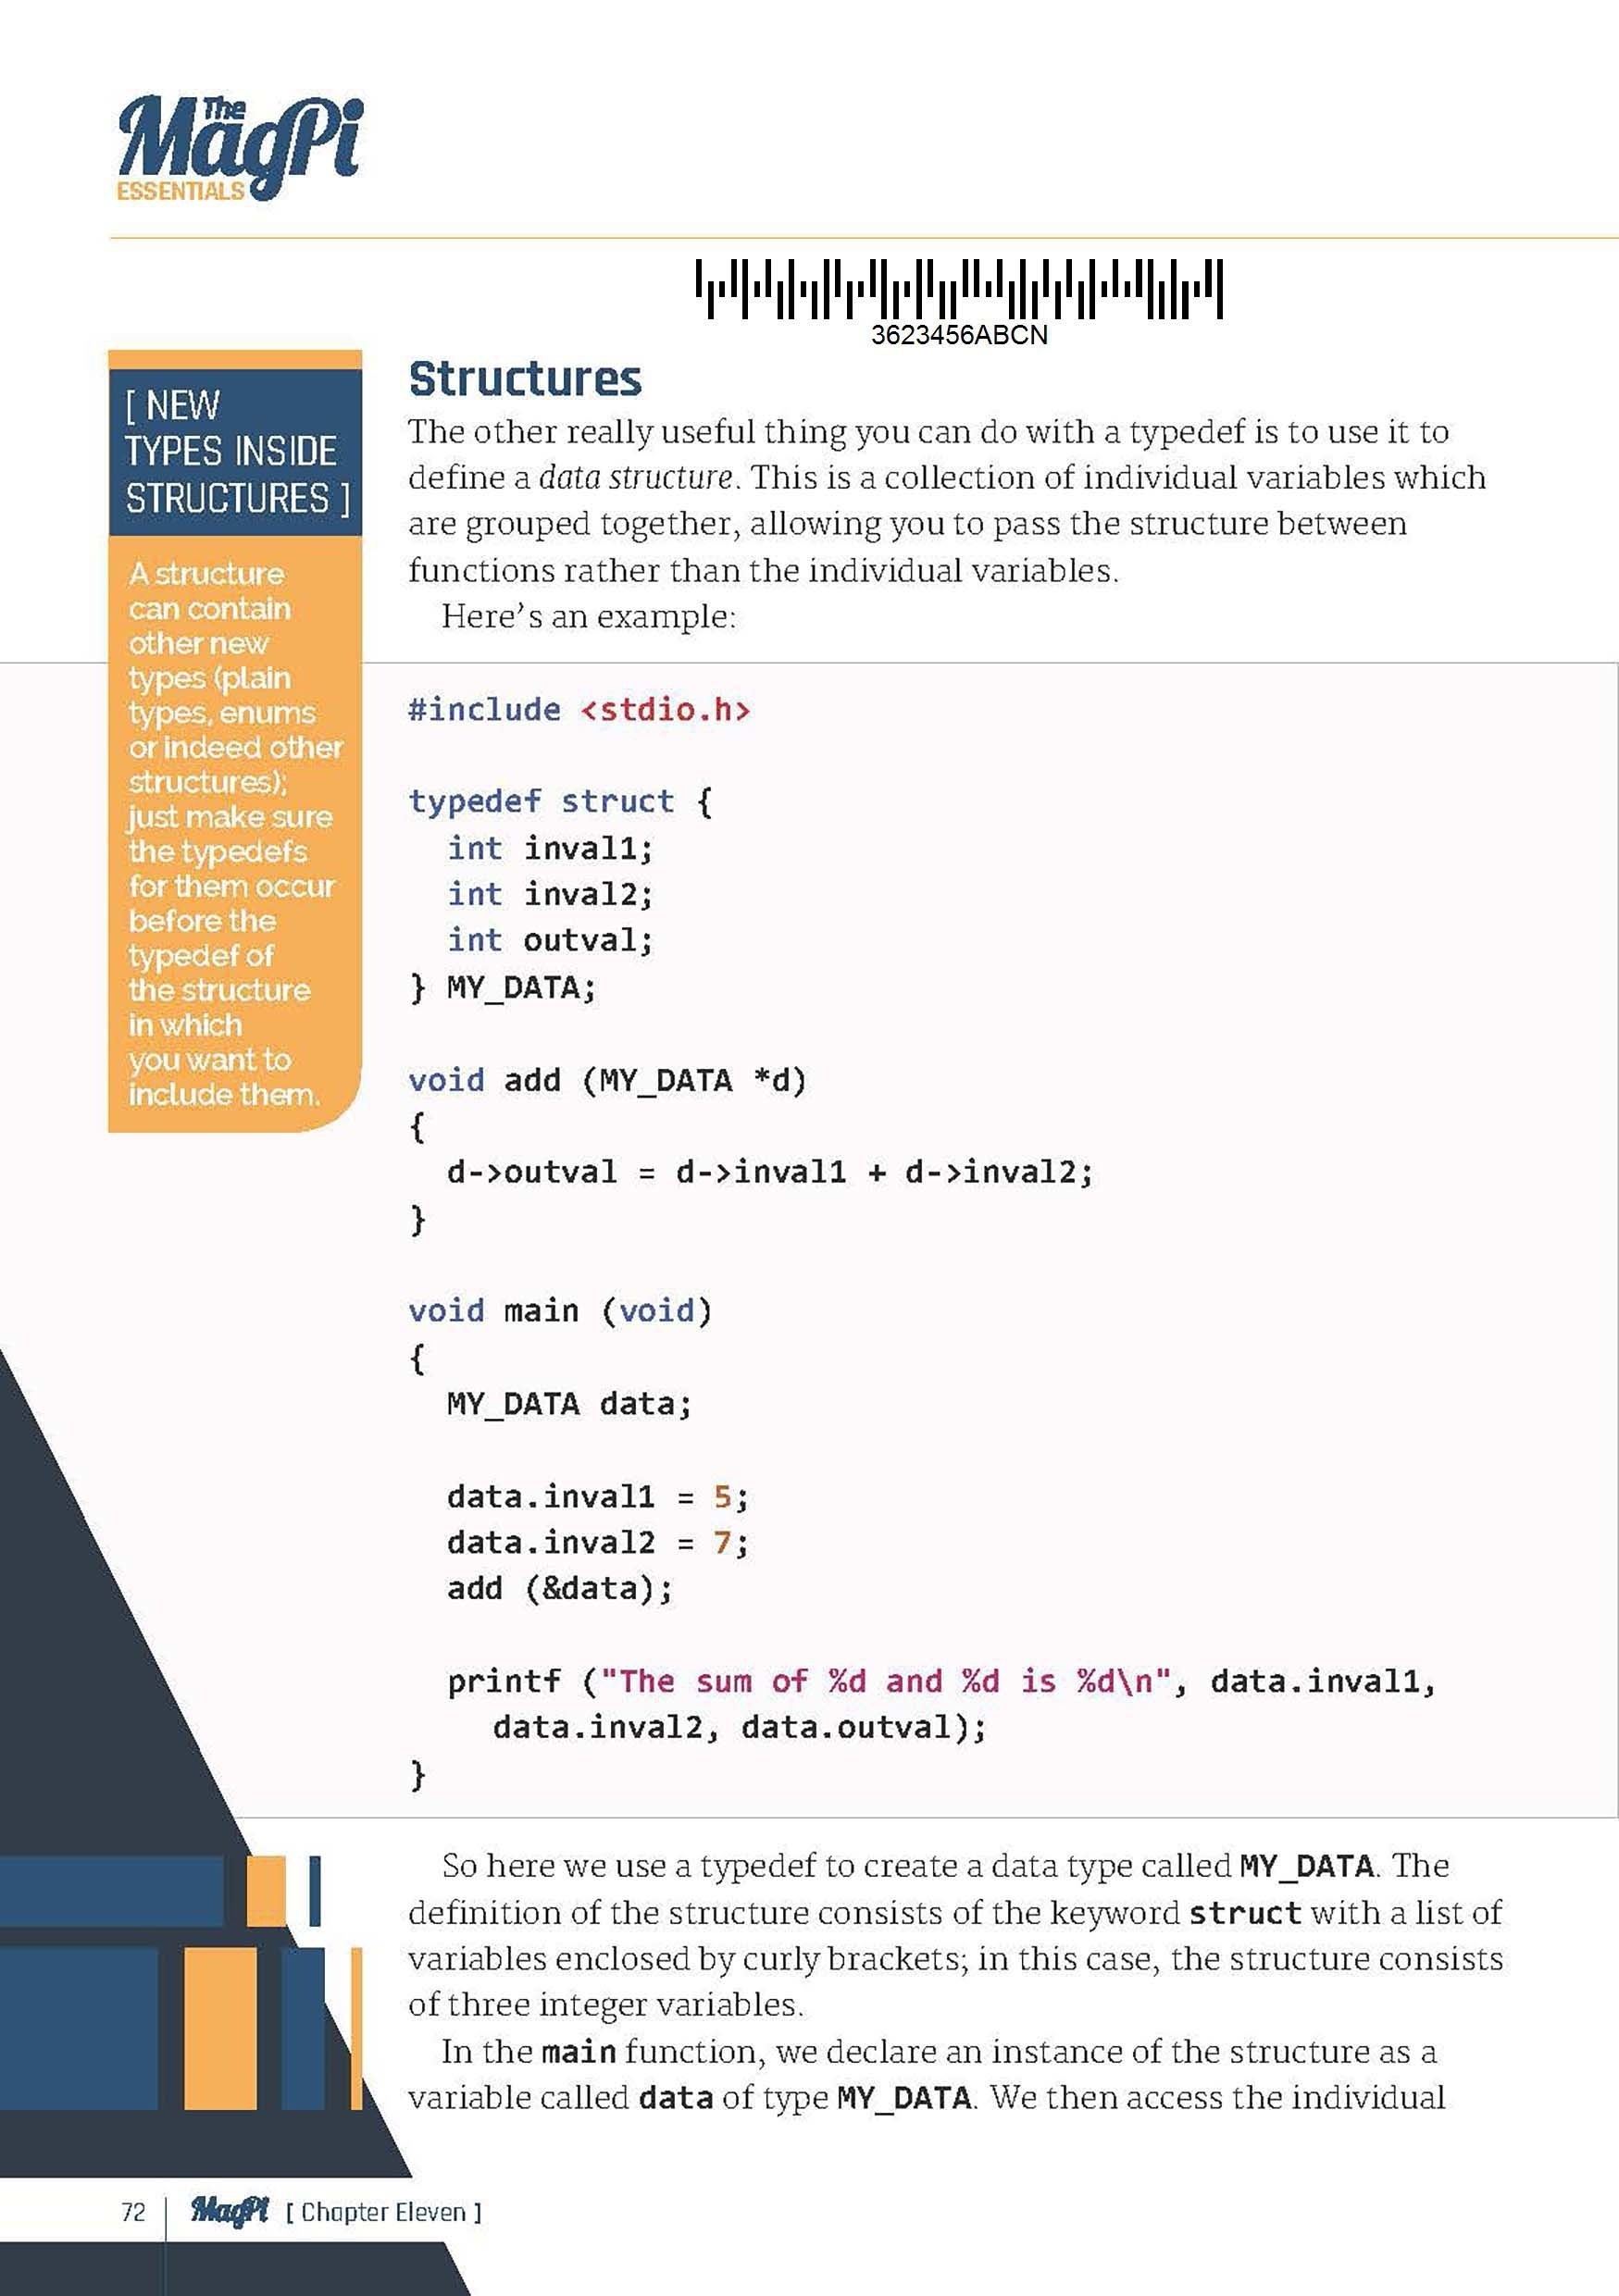 The
MagPi
ESSENTIALS
3623456ABCN
[ NEW
TYPES INSIDE
STRUCTURES ]
A structure
can contain
other new
types (plain
types, enums
or indeed other
structures);
just make sure
the typedefs
for them occur
before the
typedef of
the structure
in which
you want to
include them.
Structures
The other really useful thing you can do with a typedef is to use it to
define a data structure. This is a collection of individual variables which
are grouped together, allowing you to pass the structure between
functions rather than the individual variables.
Here's an example:
#include <stdio.h>
typedef struct {
int inval1;
int inval2;
int outval;
} MY_DATA;
void add (MY_DATA *d)
{
d->outval = d->inval1 + d->inval2;
}
void main (void)
{
MY_DATA data;
data.inval1 = 5;
data.inval2 = 7;
add (&data);
printf ("The sum of %d and %d is %d\n", data.inval1,
data.inval2, data.outval);
}
So here we use a typedef to create a data type called MY_DATA. The
definition of the structure consists of the keyword struct with a list of
variables enclosed by curly brackets; in this case, the structure consists
of three integer variables.
In the main function, we declare an instance of the structure as a
variable called data of type MY_DATA. We then access the individual
72 MagPi [ Chapter Eleven ]